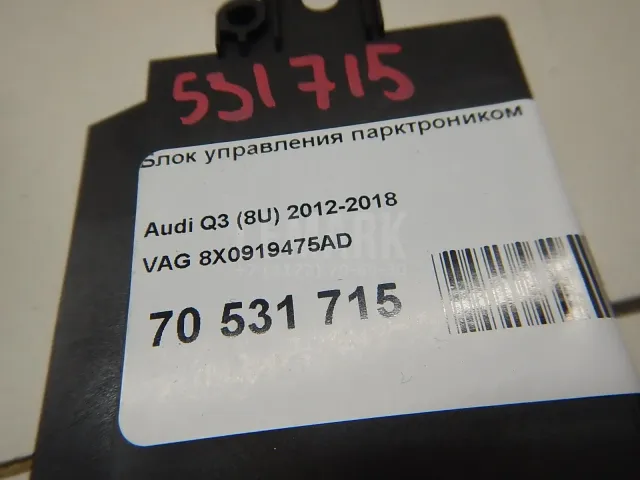 531715
Блок управления парктроником
Audi Q3 (8U) 2012-2018
VAG 8X0919475AD
70 531 715